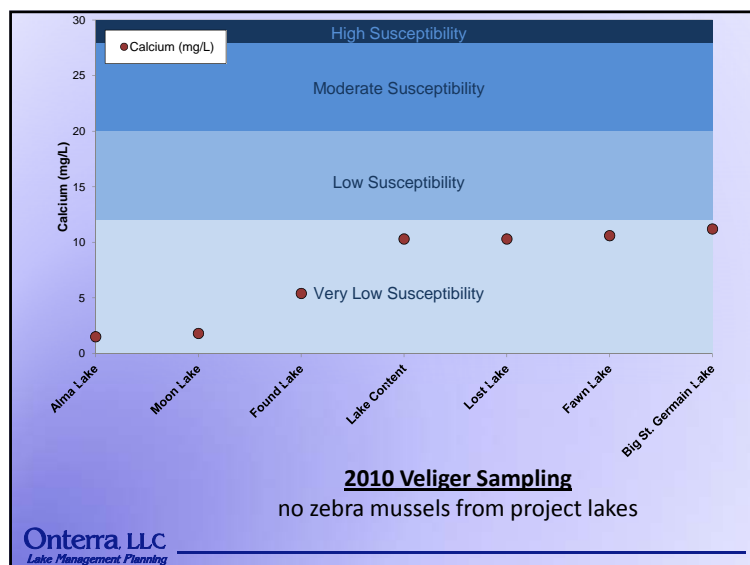 30
25
20
15
10
5
0
Calcium (mg/L)
Calcium (mg/L)
High Susceptibility
Moderate Susceptibility
Low Susceptibility
Very Low Susceptibility
Alma Lake
Moon Lake
Found Lake
Lake Content
Lost Lake
Fawn Lake
Big St. Germain Lake
2010 Veliger Sampling
no zebra mussels from project lakes
Onterra, LLC
Lake Management Planning